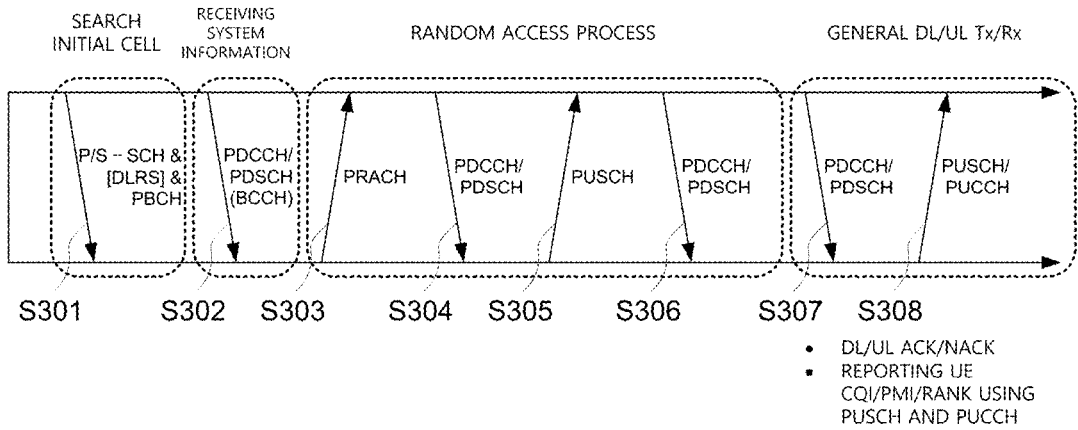 SEARCH
INITIAL CELL
RECEIVING
SYSTEM
INFORMATION
RANDOM ACCESS PROCESS
GENERAL DL/UL Tx/Rx
P/S – SCH &
[DLRS] &
PBCH
PDCCH/
PDSCH
(BCCH)
PRACH
PDCCH/
PDSCH
PUSCH
PDCCH/
PDSCH
PDCCH/
PDSCH
PUSCH/
PUCCH
S301
S302
S303
S304
S305
S306
S307
S308
• DL/UL ACK/NACK
• REPORTING UE
CQI/PMI/RANK USING
PUSCH AND PUCCH